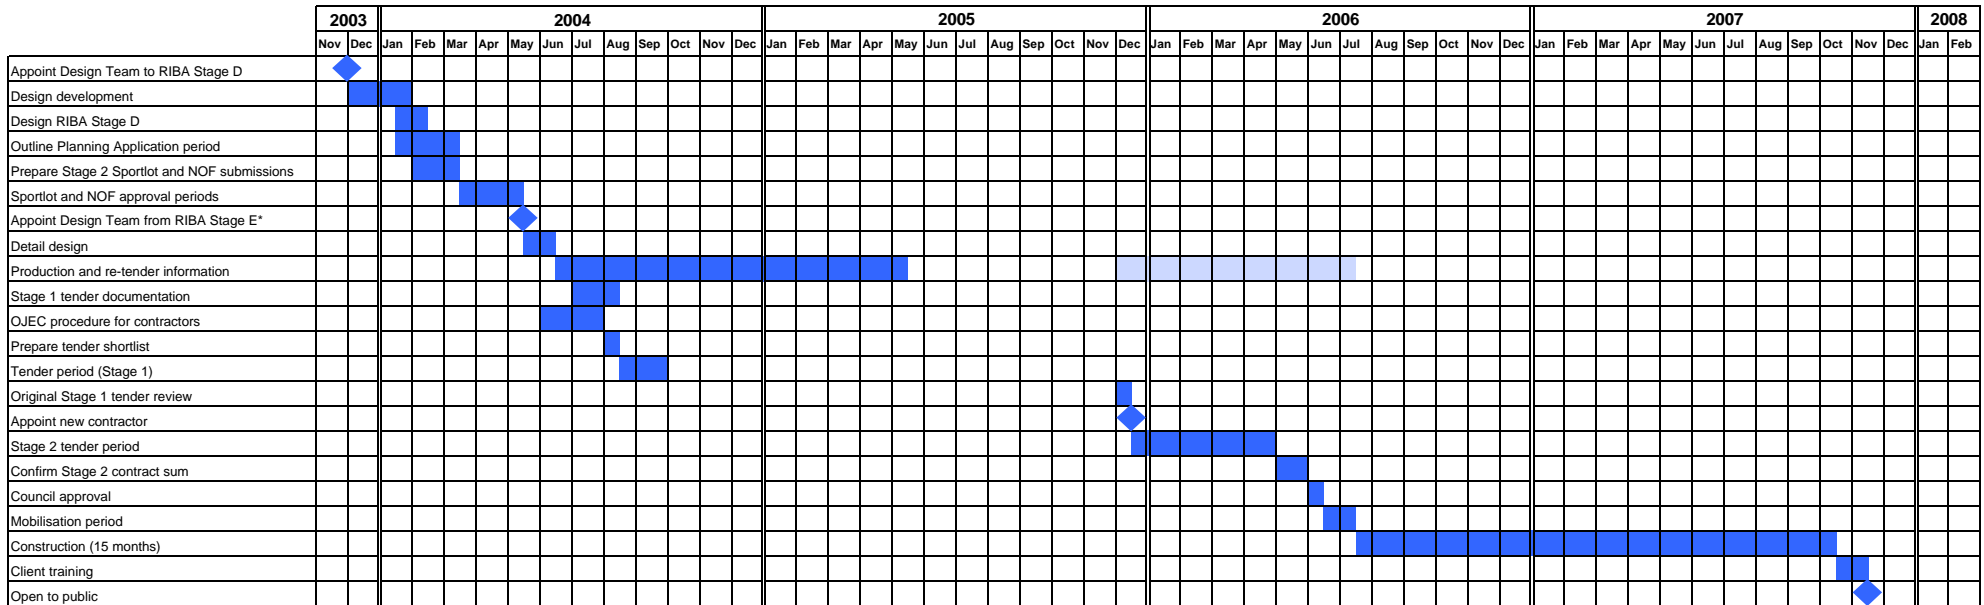 2003 2004 2005 2006 2007 2008
Nov Dec Jan Feb Mar Apr May Jun Jul Aug Sep Oct Nov Dec Jan Feb Mar Apr May Jun Jul Aug Sep Oct Nov Dec Jan Feb Mar Apr May Jun Jul Aug Sep Oct Nov Dec Jan Feb Mar Apr May Jun Jul Aug Sep Oct Nov Dec Jan Feb
Appoint Design Team to RIBA Stage D
Design development
Design RIBA Stage D
Outline Planning Application period
Prepare Stage 2 Sportlot and NOF submissions
Sportlot and NOF approval periods
Appoint Design Team from RIBA Stage E*
Detail design
Production and re-tender information
Stage 1 tender documentation
OJEC procedure for contractors
Prepare tender shortlist
Tender period (Stage 1)
Original Stage 1 tender review
Appoint new contractor
Stage 2 tender period
Confirm Stage 2 contract sum
Council approval
Mobilisation period
Construction (15 months)
Client training
Open to public